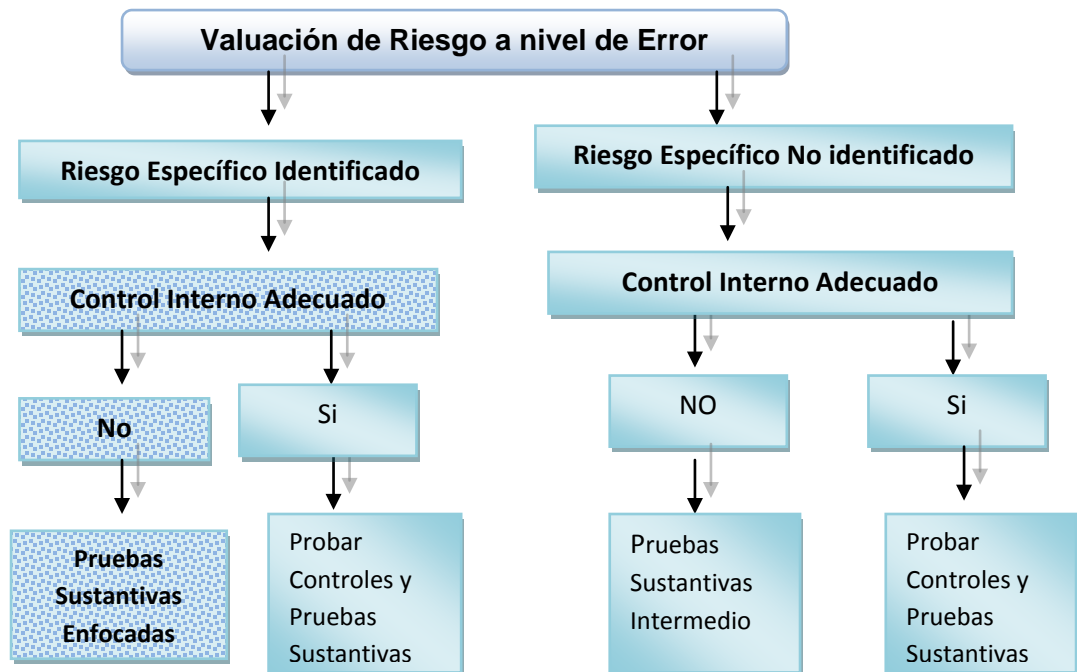 Valuación de Riesgo a nivel de Error
Riesgo Específico Identificado
Riesgo Específico No identificado
Control Interno Adecuado
Control Interno Adecuado
No
Si
NO
Si
Pruebas
Sustantivas
Enfocadas
Probar
Controles y
Pruebas
Sustantivas
Pruebas
Sustantivas
Intermedio
Probar
Controles y
Pruebas
Sustantivas